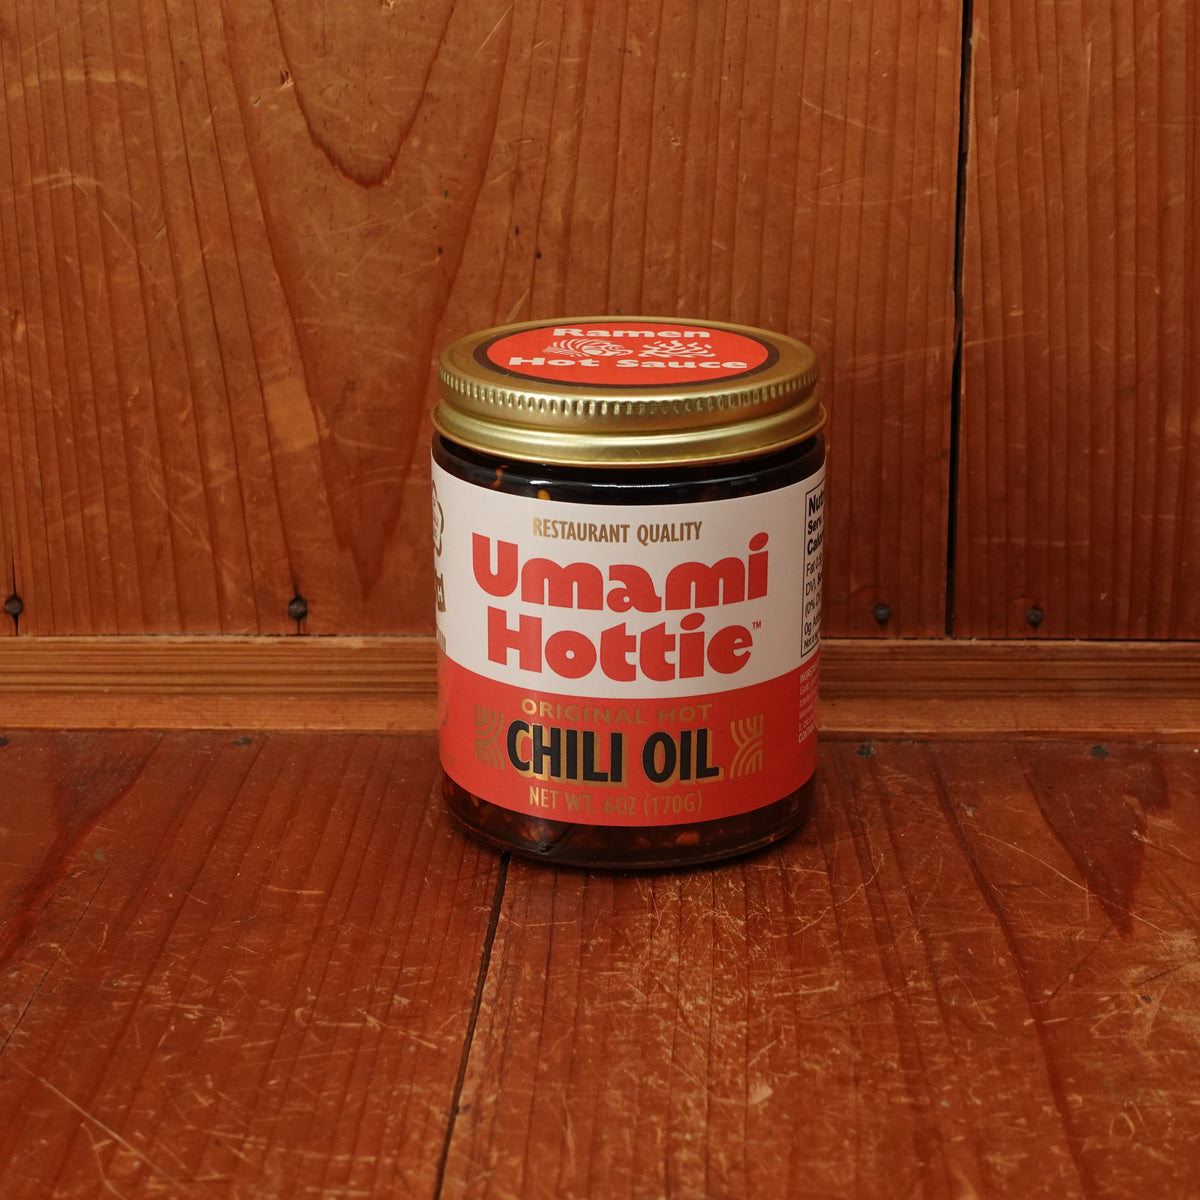 Ramen
Hot Sauce
RESTAURANT QUALITY
Umami
Hottie™
ORIGINAL HOT
CHILI OIL
NET WT. 6OZ (170G)